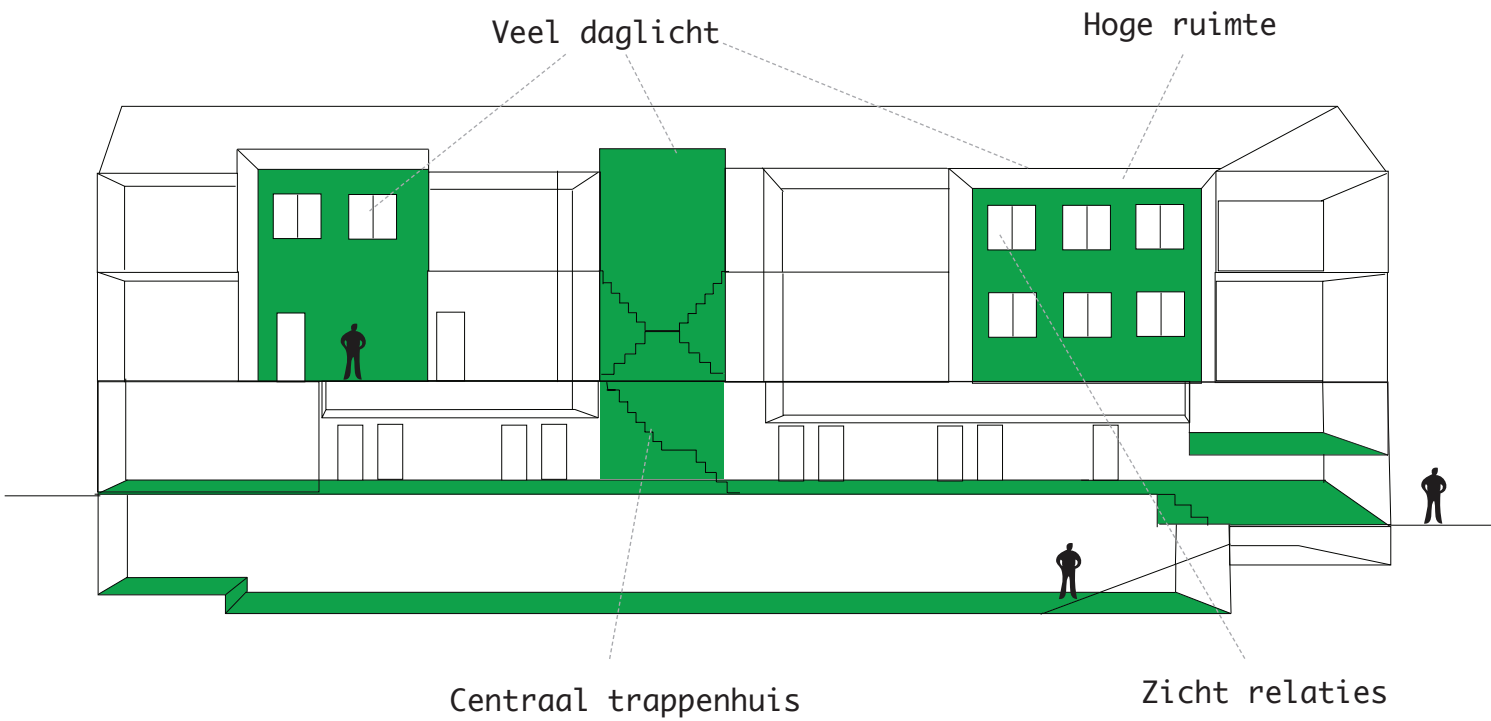 Veel daglicht
Hoge ruimte
Centraal trappenhuis
Zicht relaties